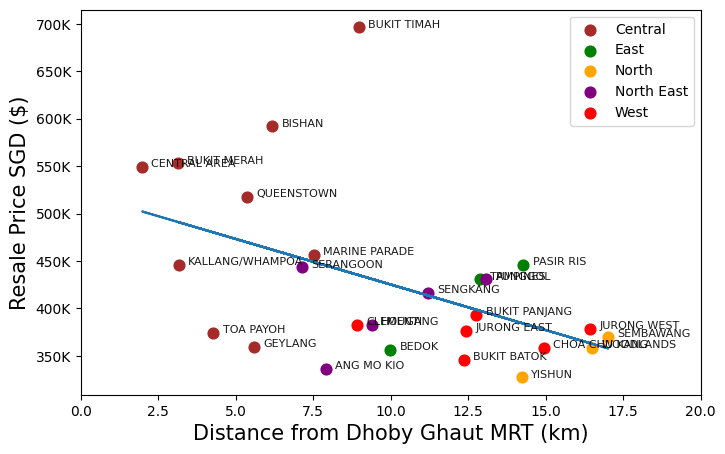 Resale Price SGD ($)
700K
650K
600K
550K
500K
450K
400K
350K
Central
East
North
North East
West
BUKIT TIMAH
BISHAN
BUKIT MERAH
CENTRAL AREA
QUEENSTOWN
MARINE PARADE
KALLANG/WHAMPOA
SERANGOON
PASIR RIS
TAMPINES
PUNGGOL
SENGKANG
BUKIT PANJANG
CLEMENTI
HOUGANG
JURONG EAST
JURONG WEST
SEMBAWANG
TOA PAYOH
GEYLANG
BEDOK
CHOA CHU KANG
WOODLANDS
BUKIT BATOK
ANG MO KIO
YISHUN
0.0
2.5
5.0
7.5
10.0
12.5
15.0
17.5
20.0
Distance from Dhoby Ghaut MRT (km)